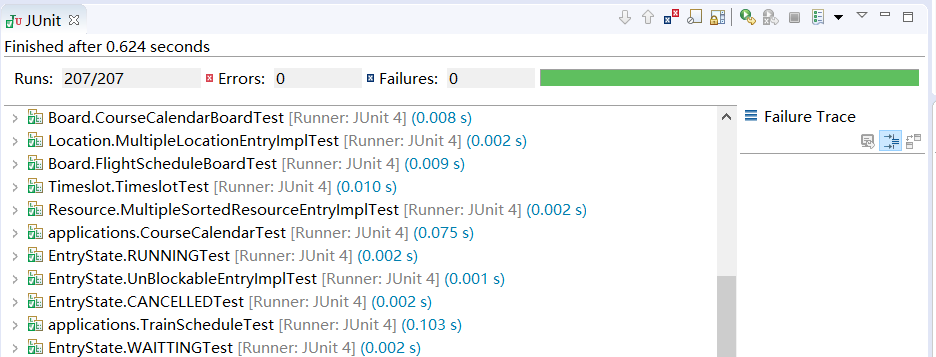 JUnit
Finished after 0.624 seconds
Runs: 207/207 Errors: 0 Failures: 0
Board.CourseCalendarBoardTest [Runner: JUnit 4] (0.008 s)
Location.MultipleLocationEntryImplTest [Runner: JUnit 4] (0.002 s)
Board.FlightScheduleBoardTest [Runner: JUnit 4] (0.009 s)
Timeslot.TimeslotTest [Runner: JUnit 4] (0.010 s)
Resource.MultipleSortedResourceEntryImplTest [Runner: JUnit 4] (0.002 s)
applications.CourseCalendarTest [Runner: JUnit 4] (0.075 s)
EntryState.RUNNINGTest [Runner: JUnit 4] (0.002 s)
EntryState.UnBlockableEntryImplTest [Runner: JUnit 4] (0.001 s)
EntryState.CANCELLEDTest [Runner: JUnit 4] (0.002 s)
applications.TrainScheduleTest [Runner: JUnit 4] (0.103 s)
EntryState.WAITTINGTest [Runner: JUnit 4] (0.002 s)
Failure Trace